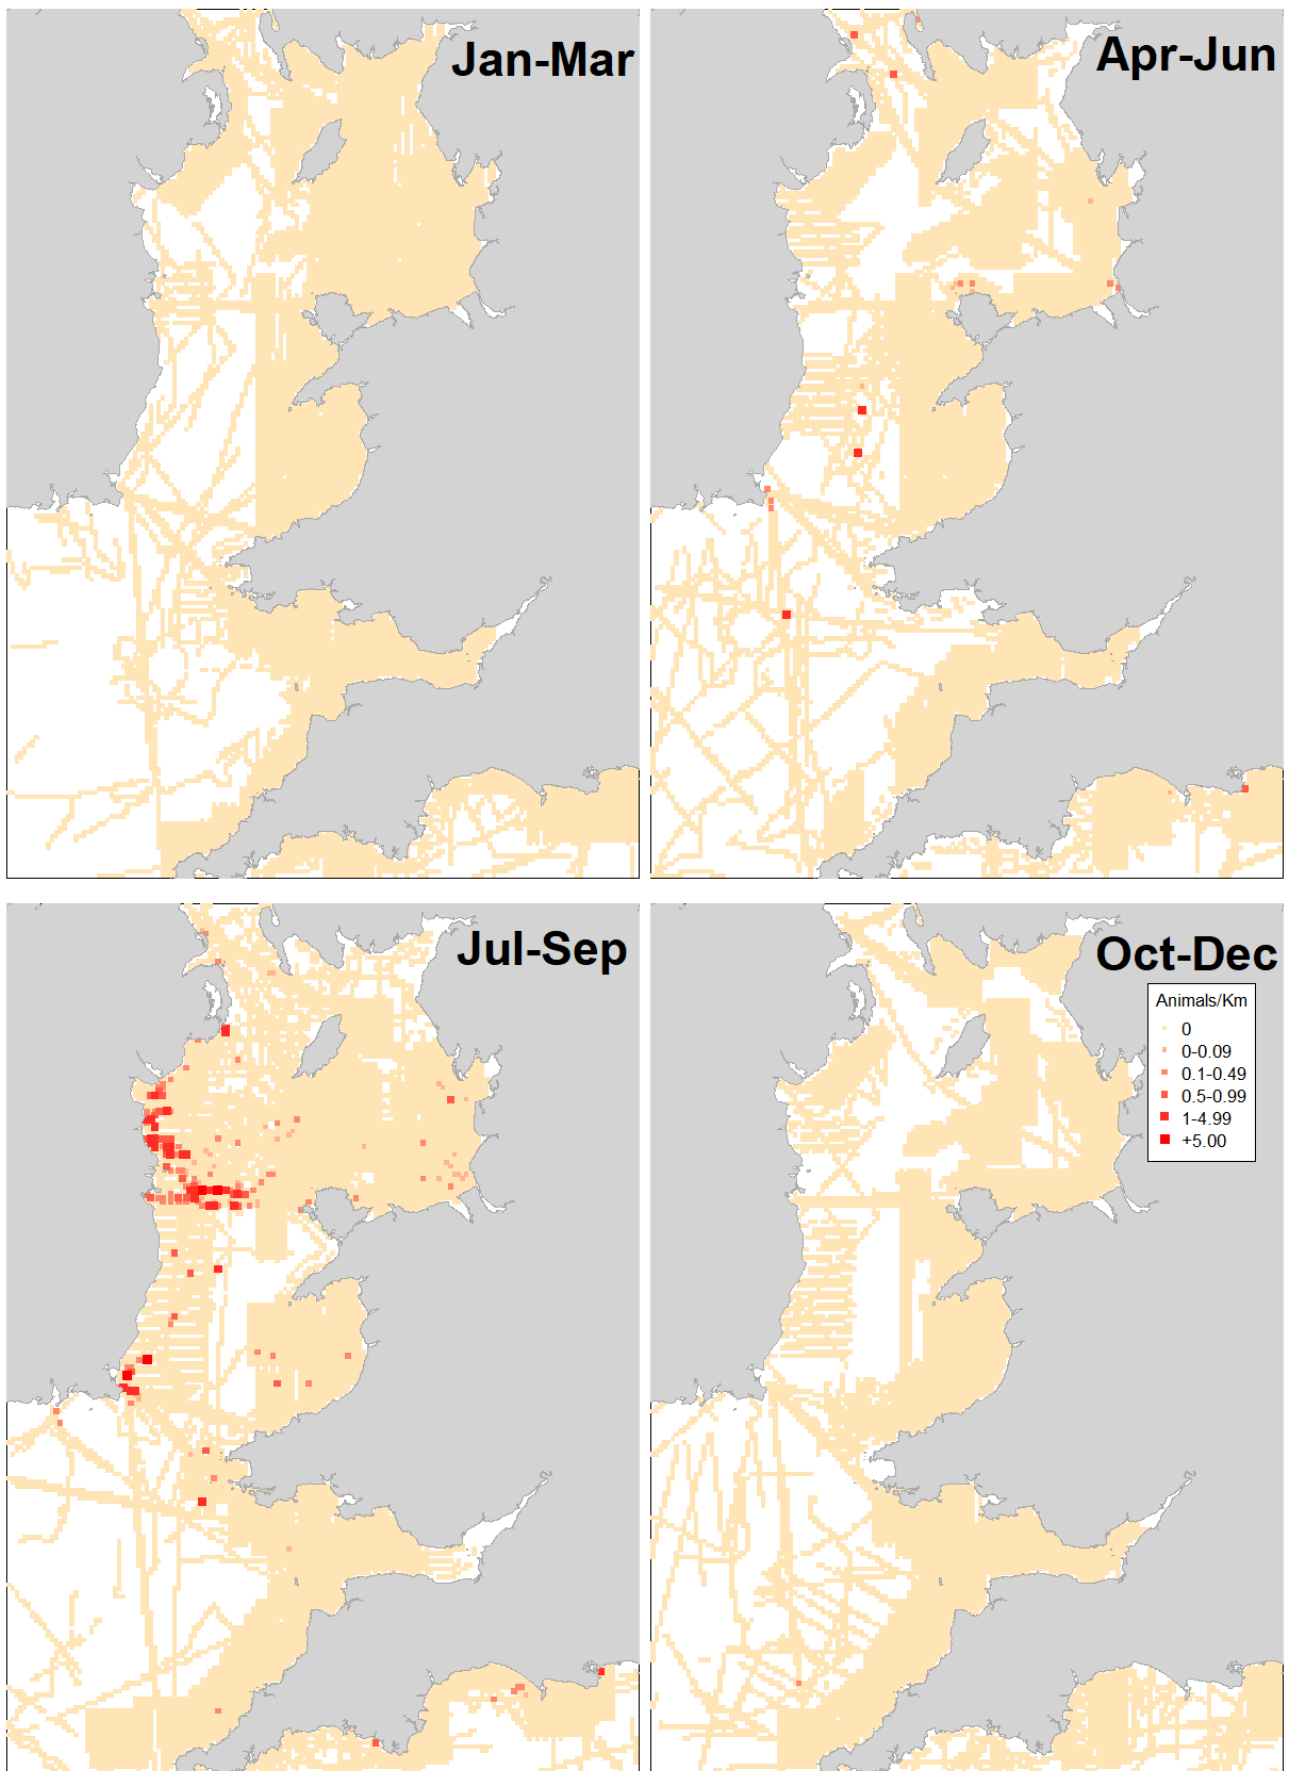 Jan-Mar
Apr-Jun
Jul-Sep
Oct-Dec
Animals/Km
0
0-0.09
0.1-0.49
0.5-0.99
1-4.99
+5.00